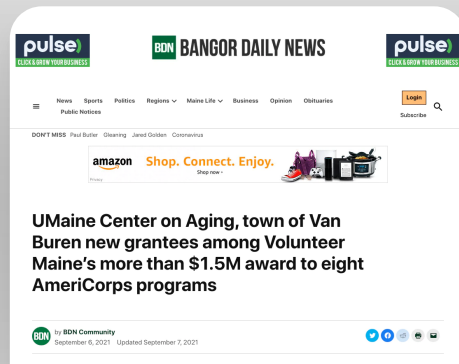 pulse)
CLICK & GROW YOUR BUSINESS
BDN BANGOR DAILY NEWS
pulse)
CLICK & GROW YOUR BUSINESS
News Sports Politics Regions Maine Life Business Opinion Obituaries
Public Notices
Login
Subscribe
DON'T MISS Paul Butler Gleaning Jared Golden Coronavirus
amazon Shop. Connect. Enjoy.
Shop now ›
Privacy
UMaine Center on Aging, town of Van
Buren new grantees among Volunteer
Maine's more than $1.5M award to eight
AmeriCorps programs
BDN by BDN Community
September 6, 2021 Updated September 7, 2021